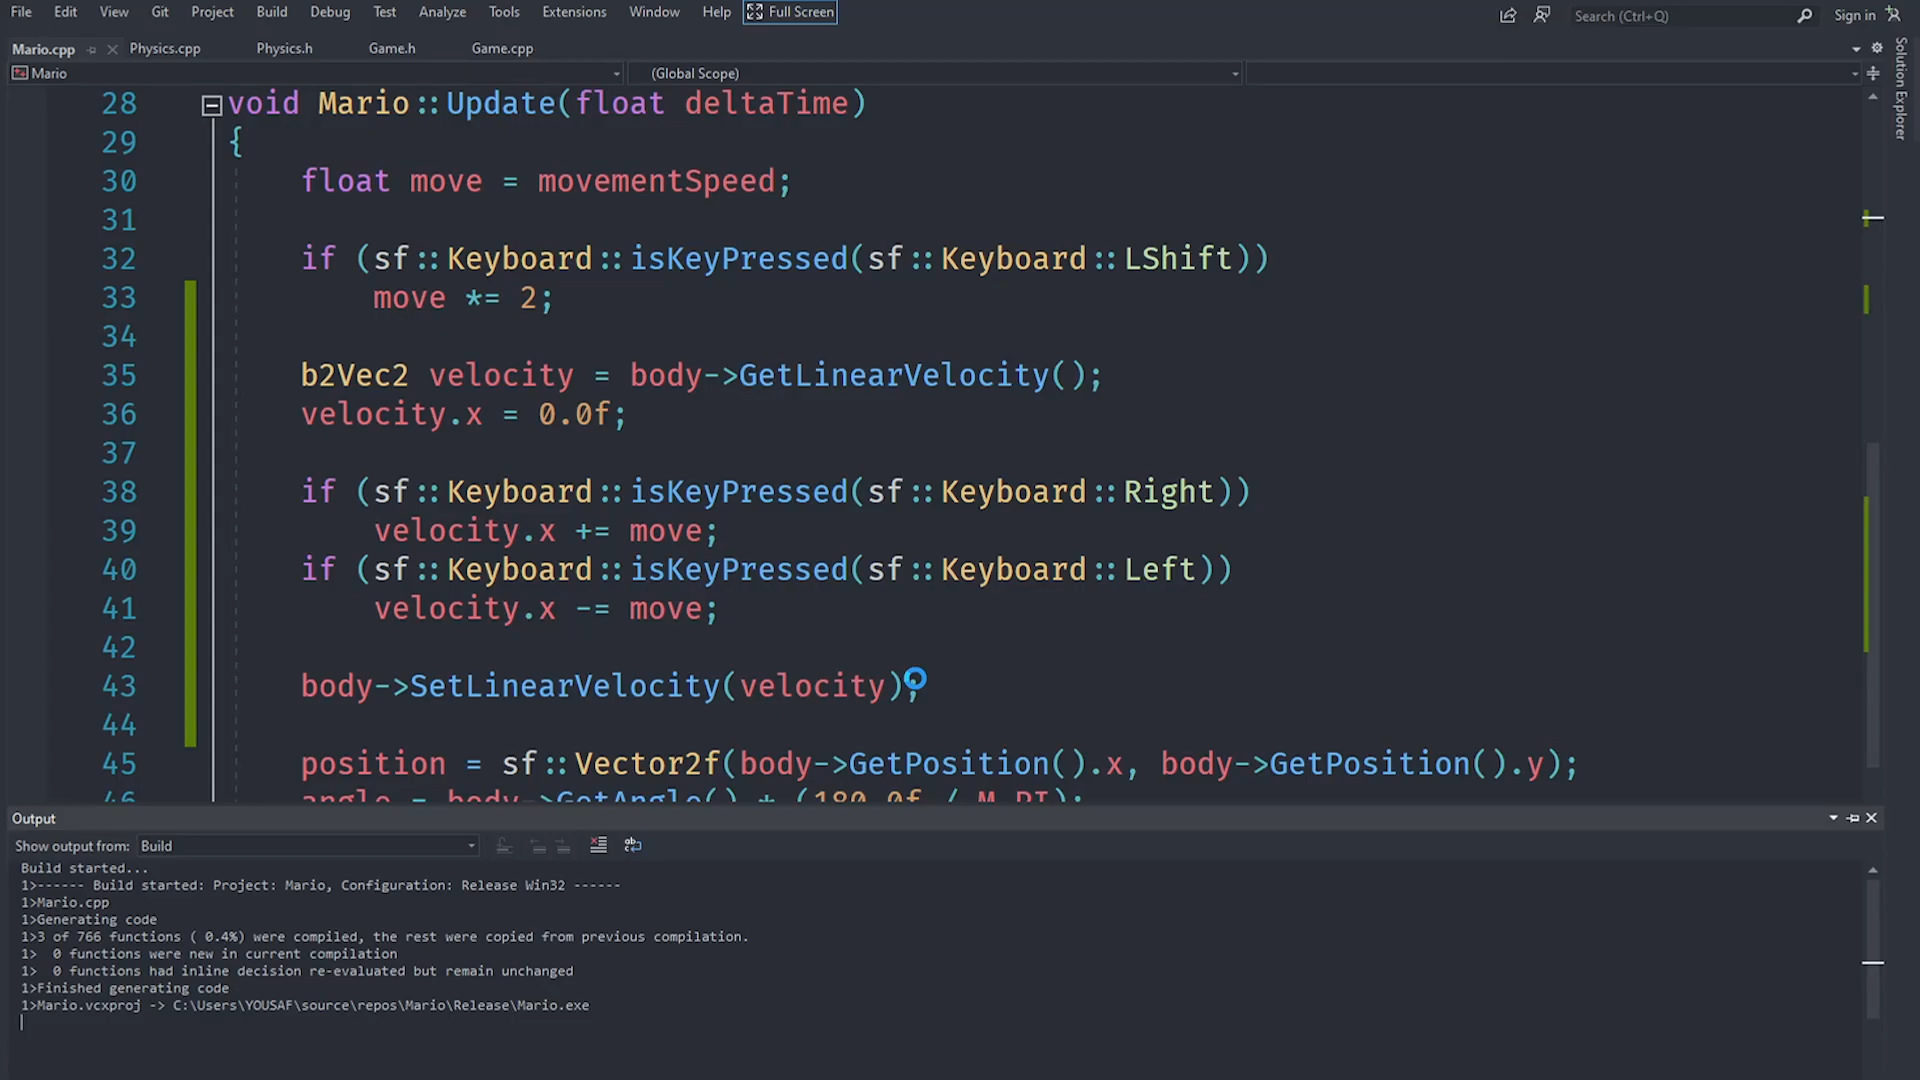 File Edit View Git Project Build Debug Test Analyze Tools Extensions Window Help Full Screen Search (Ctrl+Q) Sign in
Mario.cpp Physics.cpp Physics.h Game.h Game.cpp
Mario (Global Scope)
Solution Explorer
28 void Mario::Update(float deltaTime)
29 {
30 float move = movementSpeed;
31
32 if (sf::Keyboard::isKeyPressed(sf::Keyboard::LShift))
33 move *= 2;
34
35 b2Vec2 velocity = body->GetLinearVelocity();
36 velocity.x = 0.0f;
37
38 if (sf::Keyboard::isKeyPressed(sf::Keyboard::Right))
39 velocity.x += move;
40 if (sf::Keyboard::isKeyPressed(sf::Keyboard::Left))
41 velocity.x -= move;
42
43 body->SetLinearVelocity(velocity);
44
45 position = sf::Vector2f(body->GetPosition().x, body->GetPosition().y);
46 angle = body->GetAngle() * (180.0f / M_PI);
Output
Show output from: Build
Build started...
1>------ Build started: Project: Mario, Configuration: Release Win32 ------
1>Mario.cpp
1>Generating code
1>3 of 766 functions ( 0.4%) were compiled, the rest were copied from previous compilation.
1>  0 functions were new in current compilation
1>  0 functions had inline decision re-evaluated but remain unchanged
1>Finished generating code
1>Mario.vcxproj -> C:\Users\YOUSAF\source\repos\Mario\Release\Mario.exe